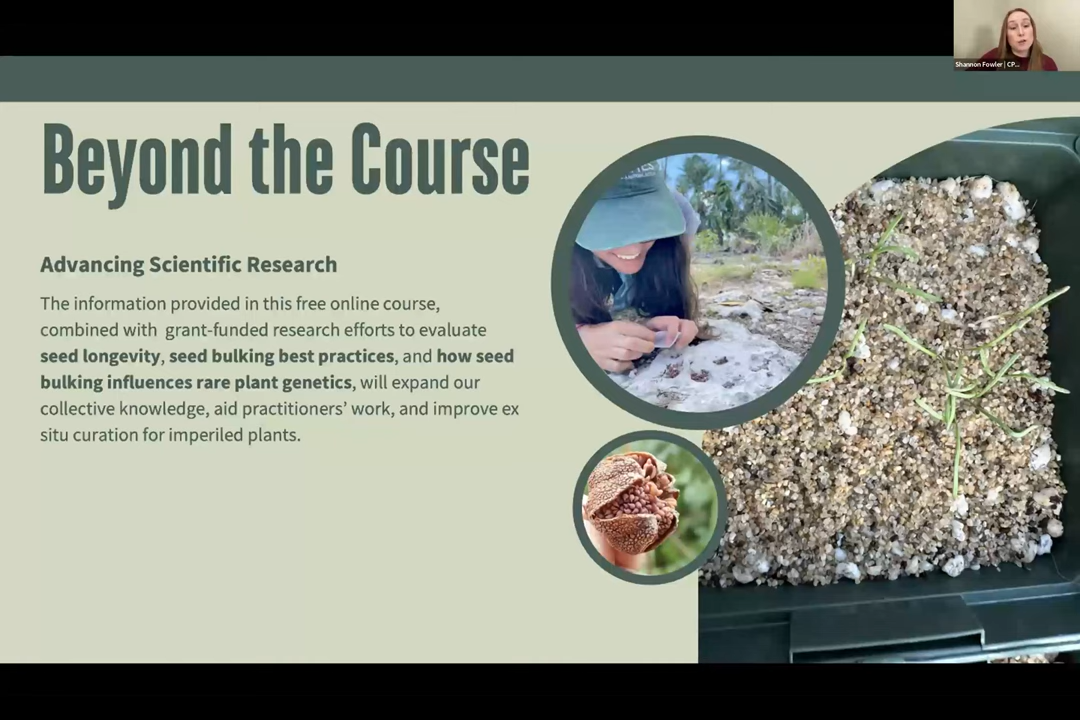 Shannon Fowler | CP...
Beyond the Course
Advancing Scientific Research
The information provided in this free online course,
combined with grant-funded research efforts to evaluate
seed longevity, seed bulking best practices, and how seed
bulking influences rare plant genetics, will expand our
collective knowledge, aid practitioners' work, and improve ex
situ curation for imperiled plants.